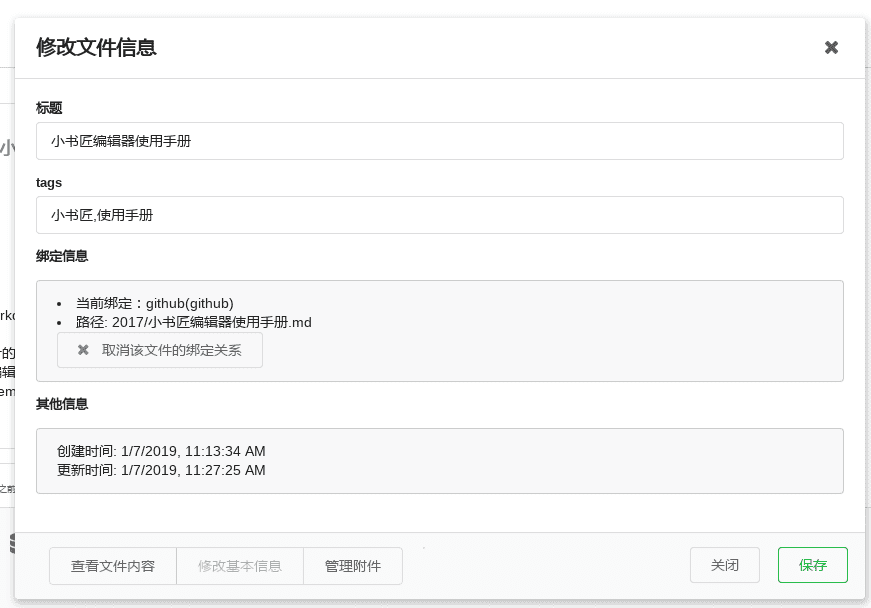 修改文件信息
标题
小书匠编辑器使用手册
tags
小书匠,使用手册
绑定信息
当前绑定：github(github)
路径: 2017/小书匠编辑器使用手册.md
取消该文件的绑定关系
其他信息
创建时间: 1/7/2019, 11:13:34 AM
更新时间: 1/7/2019, 11:27:25 AM
查看文件内容 修改基本信息 管理附件 关闭 保存